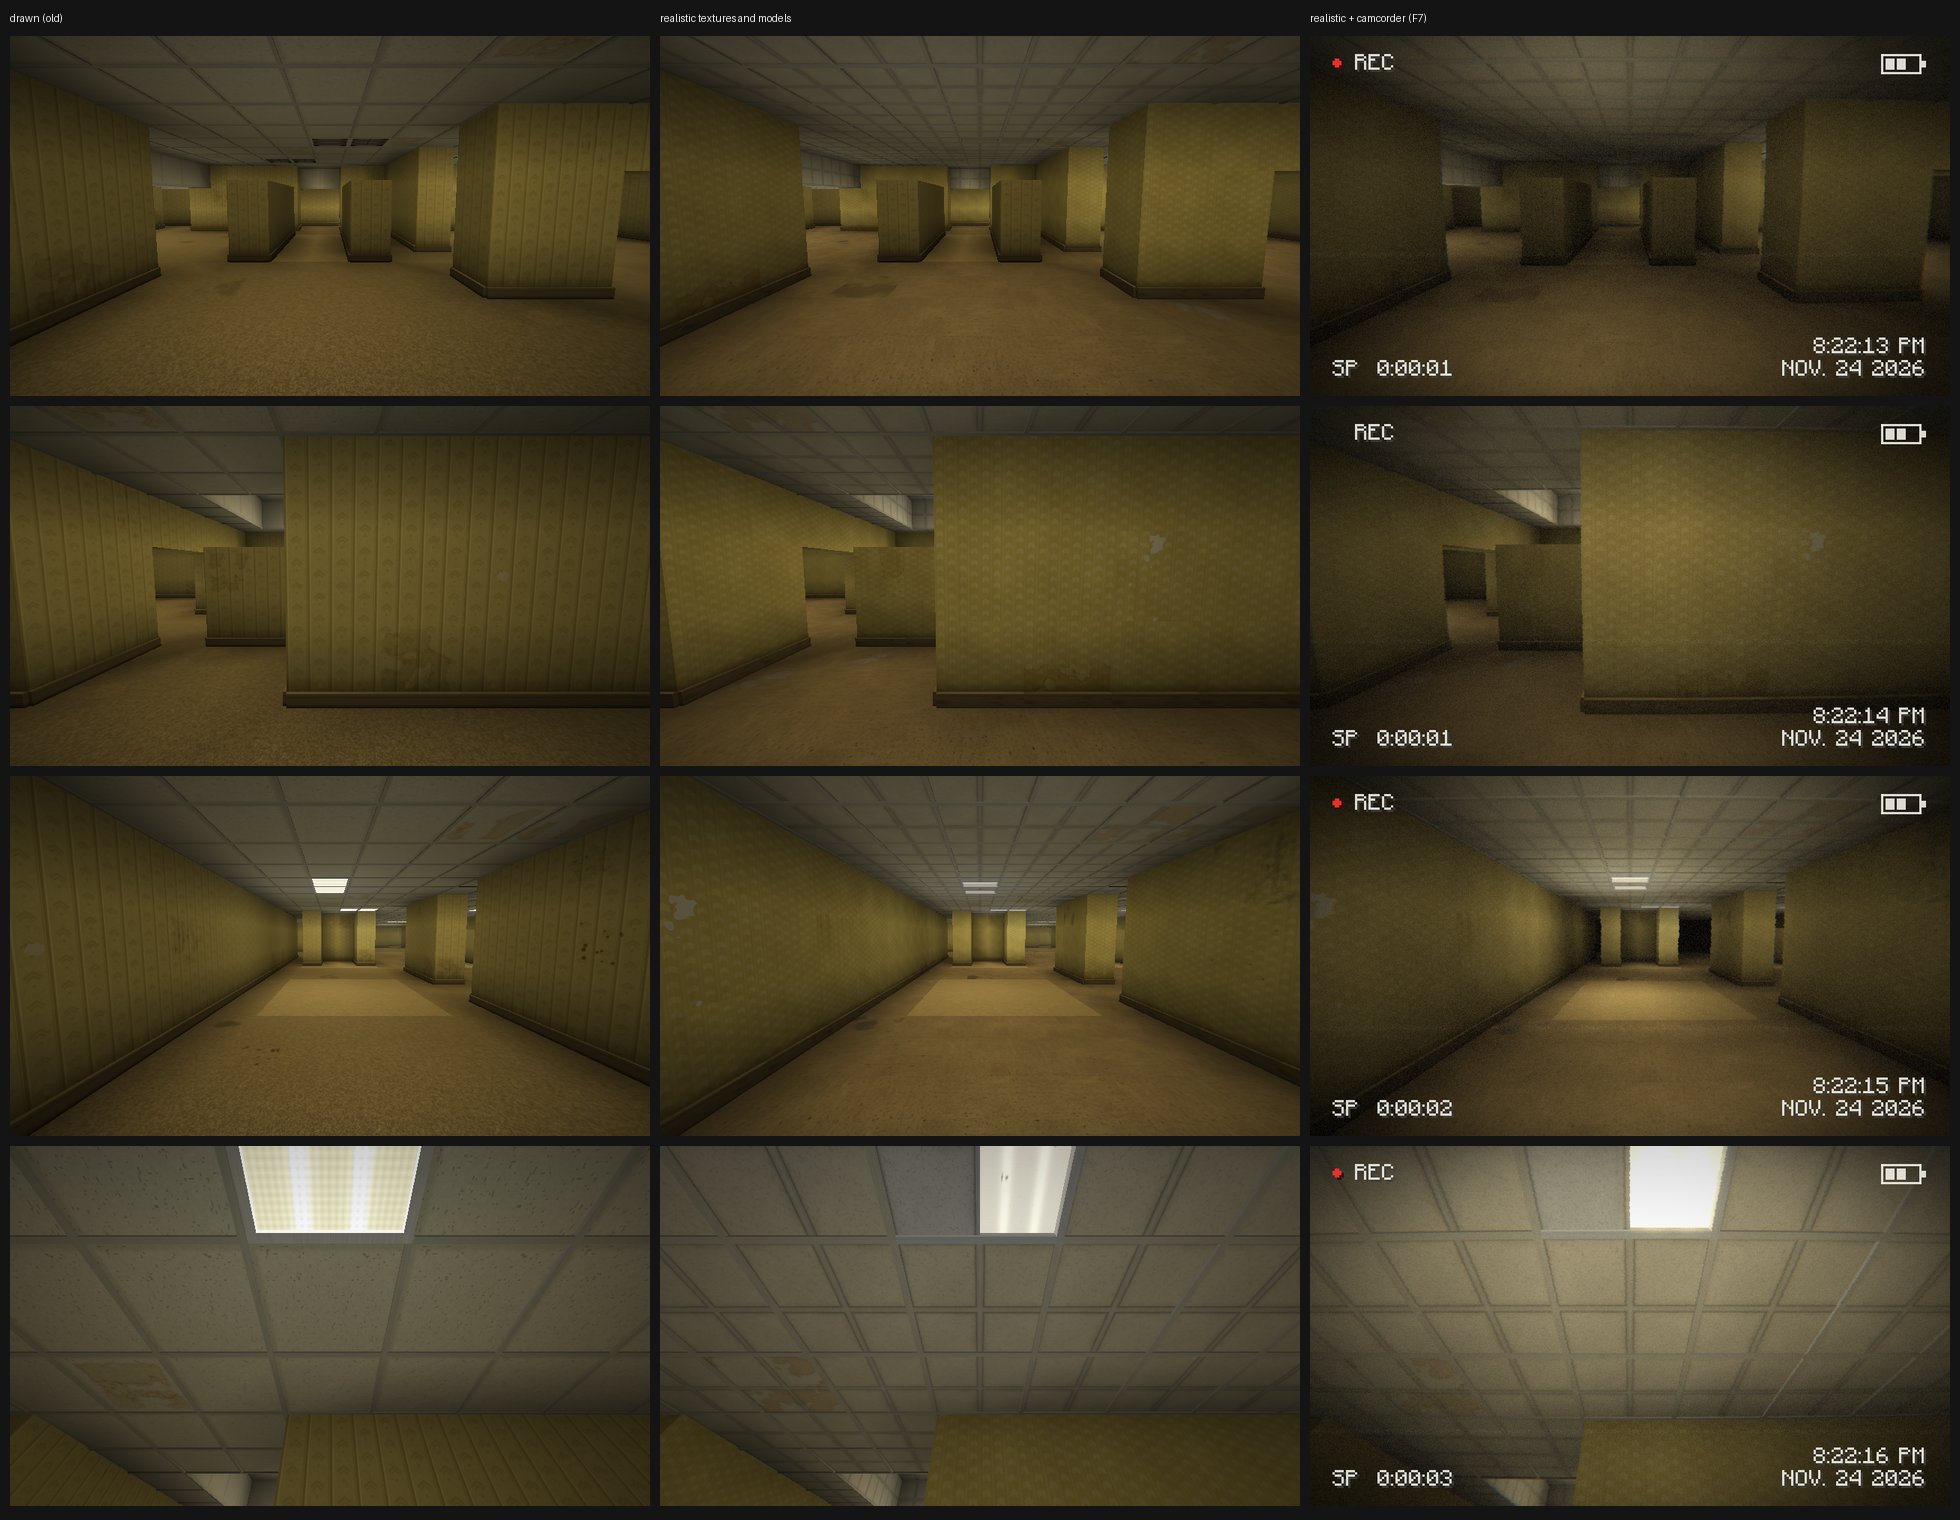 drawn (old)
realistic textures and models
realistic + camcorder (F7)
REC
8:22:13 PM
SP 0:00:01
NOV. 24 2026
REC
8:22:14 PM
SP 0:00:01
NOV. 24 2026
REC
8:22:15 PM
SP 0:00:02
NOV. 24 2026
REC
8:22:16 PM
SP 0:00:03
NOV. 24 2026